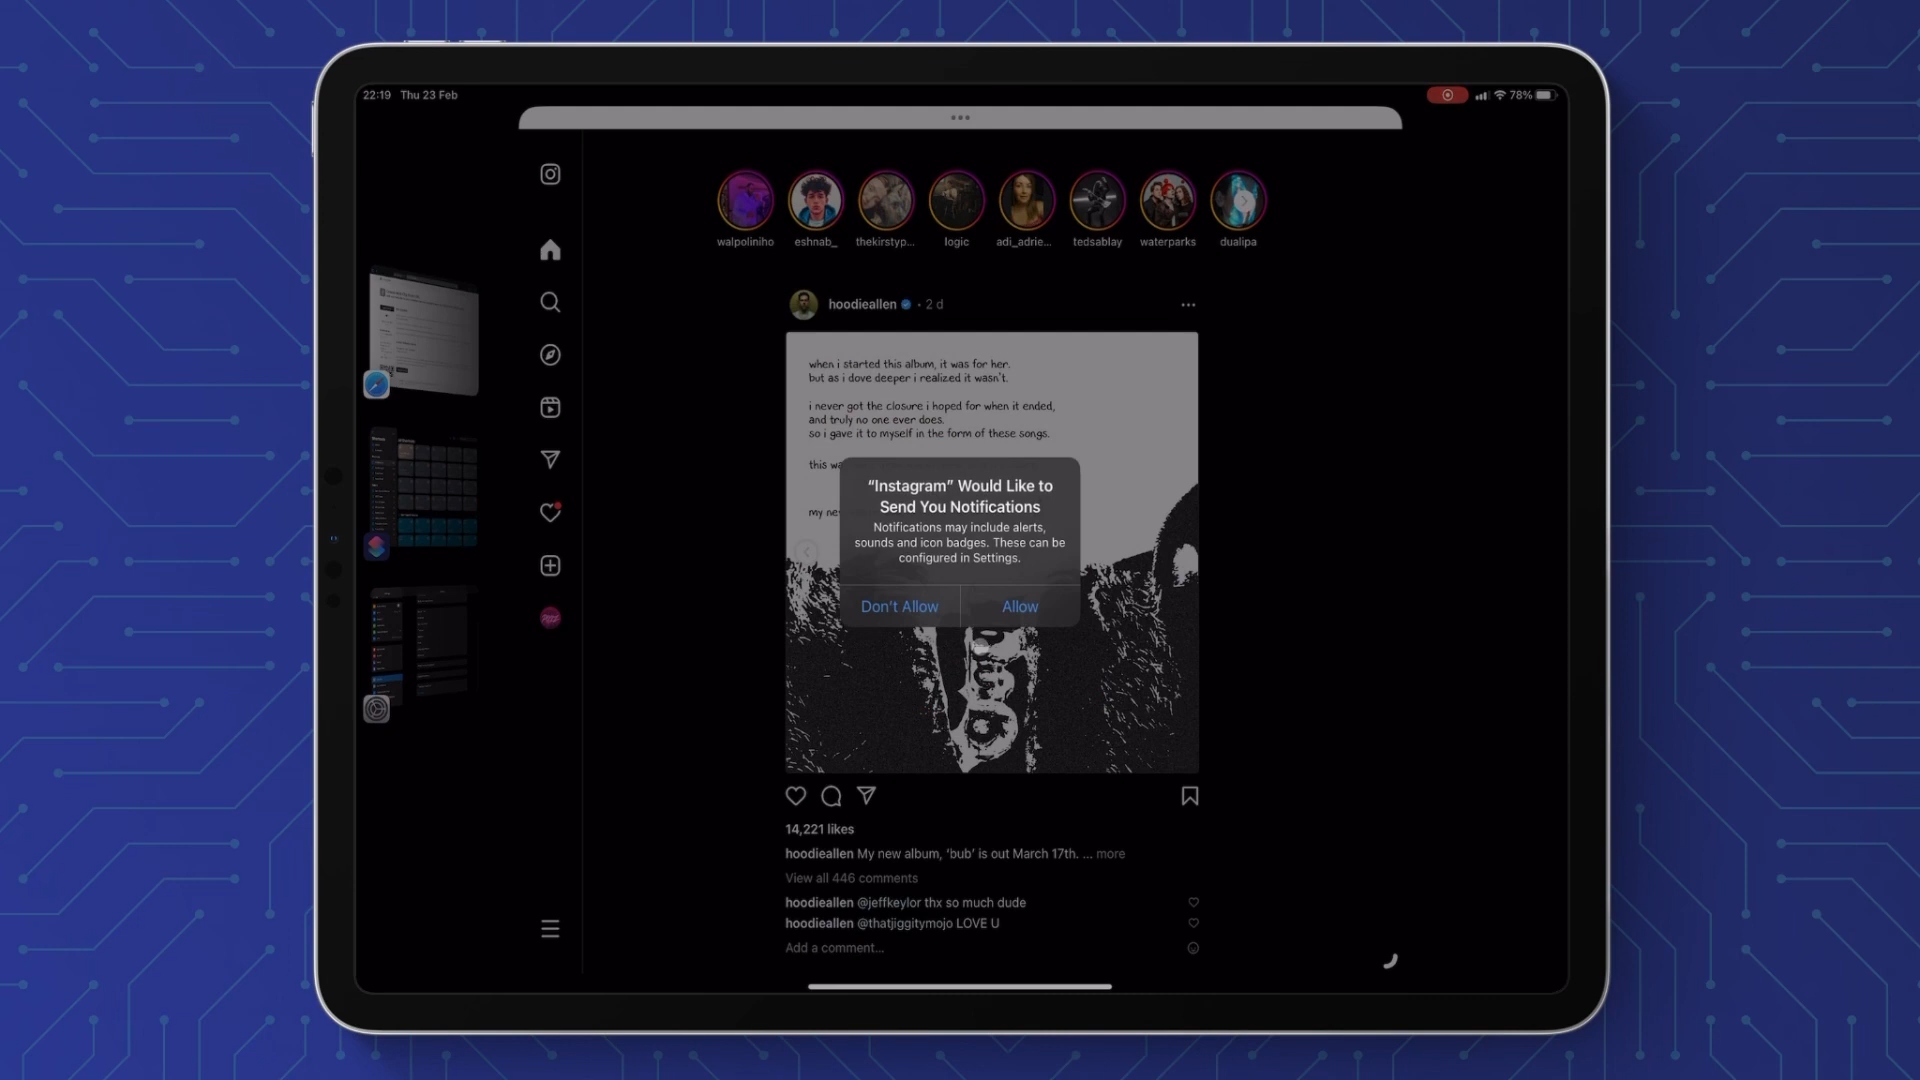 22:19 Thu 23 Feb
78%
walpoliniho eshnab_ thekirstyp... logic adi_adrie... tedsablay waterparks dualipa
hoodieallen • 2 d
when i started this album, it was for her.
but as i dove deeper i realized it wasn't.
i never got the closure i hoped for when it ended,
and truly no one ever does.
so i gave it to myself in the form of these songs.
this wa
my ne
“Instagram” Would Like to
Send You Notifications
Notifications may include alerts,
sounds and icon badges. These can be
configured in Settings.
Don’t Allow Allow
14,221 likes
hoodieallen My new album, ‘bub’ is out March 17th. ... more
View all 446 comments
hoodieallen @jeffkeylor thx so much dude
hoodieallen @thatjiggitymojo LOVE U
Add a comment...